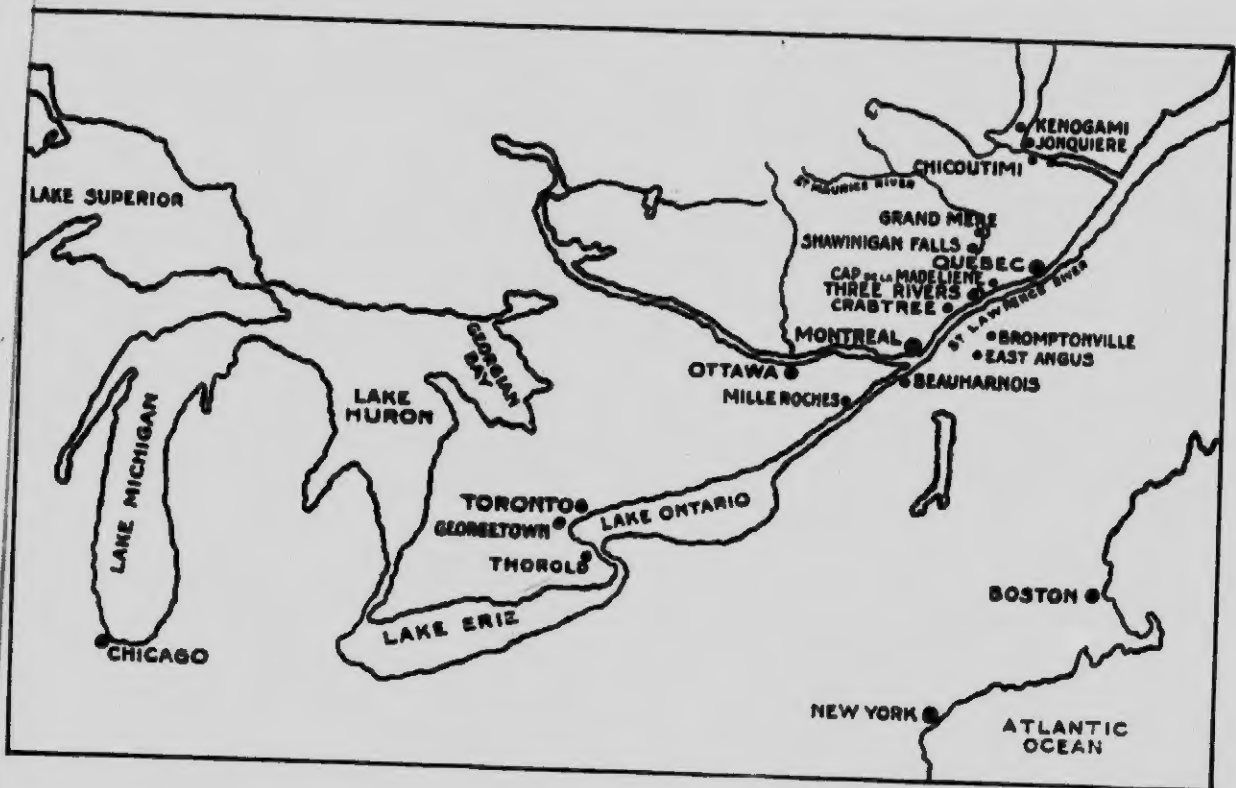 KENOGAMI
JONQUIERE
CHICOUTIMI
ST MAURICE RIVER
LAKE SUPERIOR
GRAND MERE
SHAWINIGAN FALLS
QUEBEC
CAP DE LA MADELIENE
THREE RIVERS
CRABTREE
ST LAWRENCE RIVER
MONTREAL
BROMPTONVILLE
EAST ANGUS
OTTAWA
BEAUHARNOIS
MILLE ROCHES
GEORGIAN
BAY
LAKE
HURON
LAKE MICHIGAN
TORONTO
GEORGETOWN
LAKE ONTARIO
THOROLD
BOSTON
LAKE ERIE
CHICAGO
NEW YORK
ATLANTIC
OCEAN